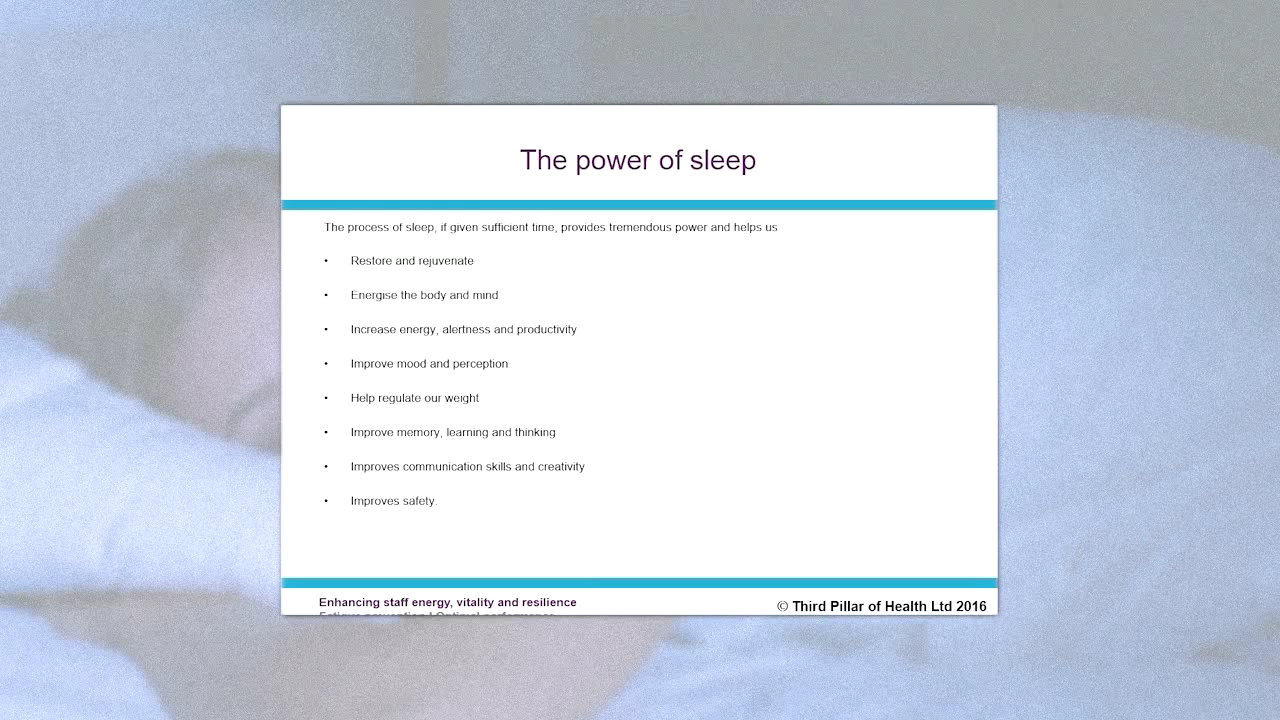 The power of sleep
The process of sleep, if given sufficient time, provides tremendous power and helps us
• Restore and rejuvenate
• Energise the body and mind
• Increase energy, alertness and productivity
• Improve mood and perception
• Help regulate our weight
• Improve memory, learning and thinking
• Improves communication skills and creativity
• Improves safety.
Enhancing staff energy, vitality and resilience
© Third Pillar of Health Ltd 2016